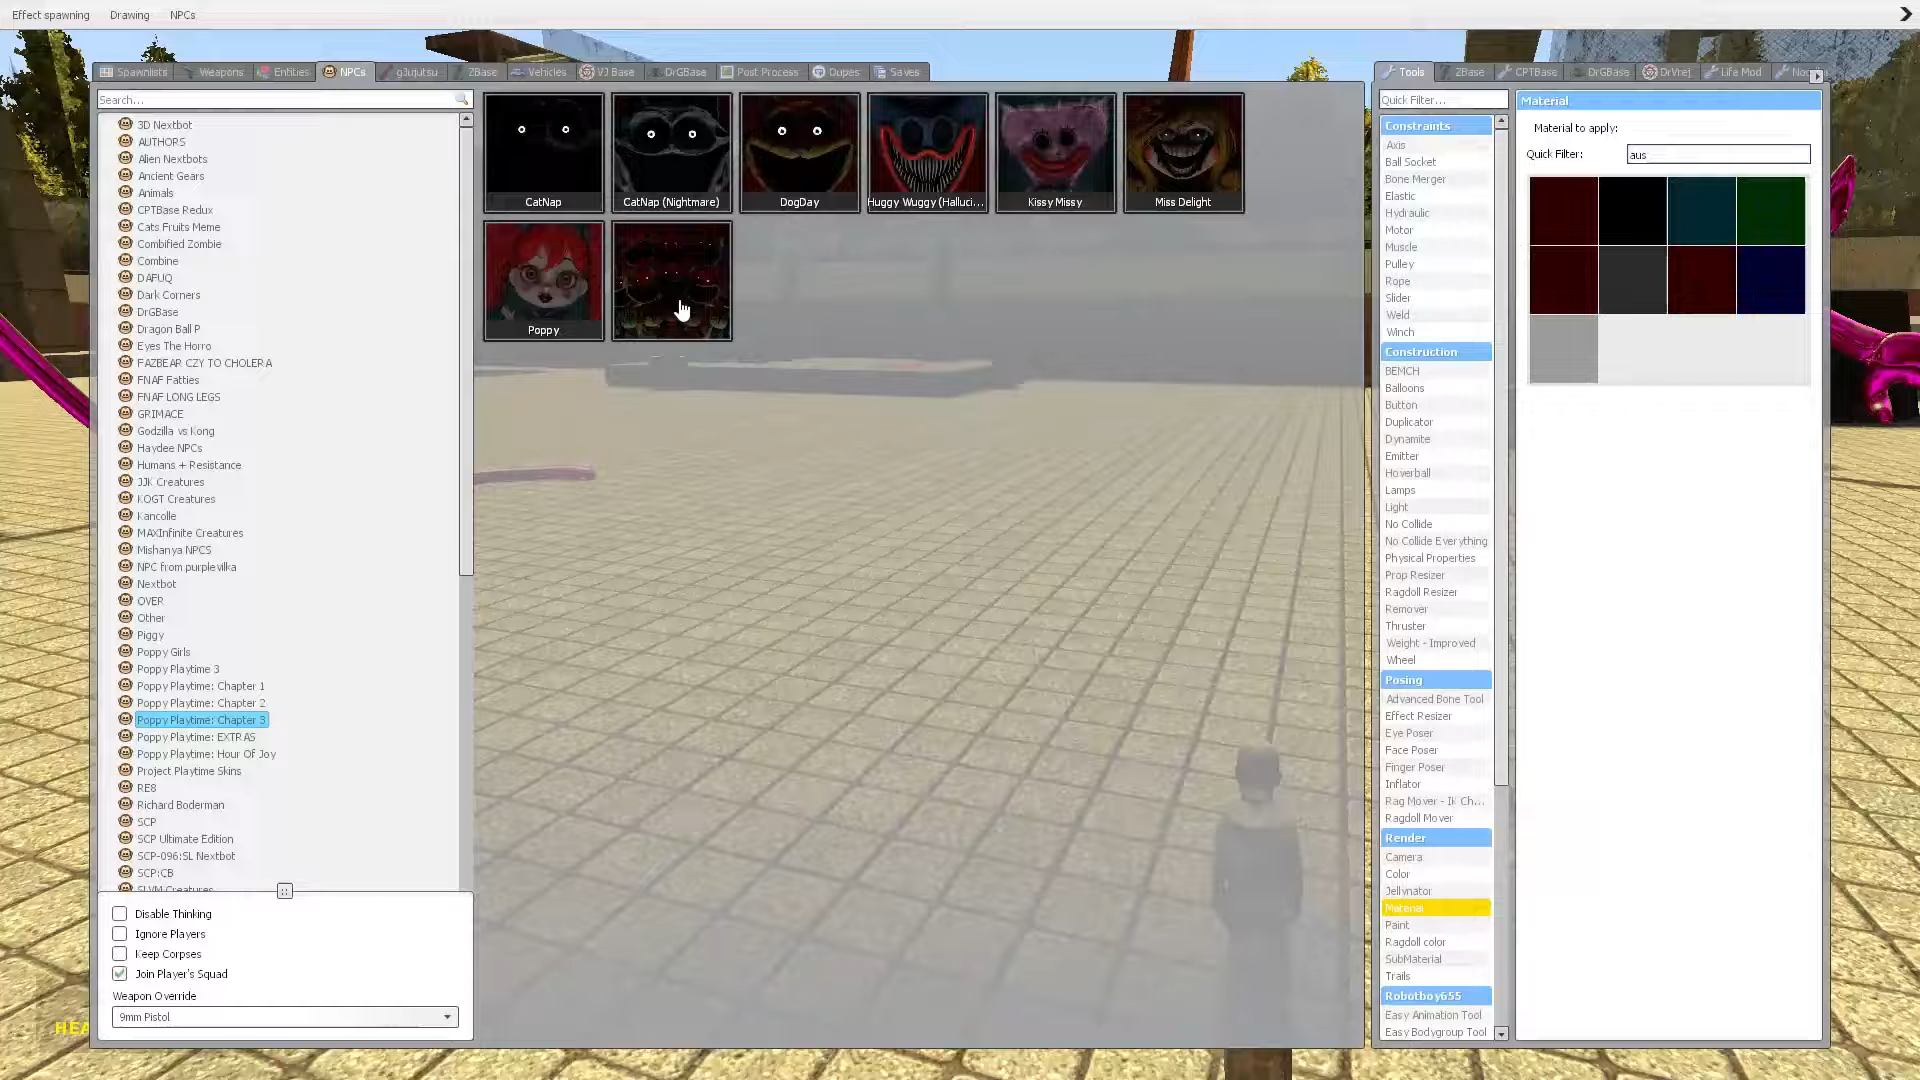 Effect spawning Drawing NPCs
Spawnlists Weapons Entities NPCs g3ujutsu ZBase Vehicles VJ Base DrGBase Post Process Dupes Saves
Search...
3D Nextbot
AUTHORS
Alien Nextbots
Ancient Gears
Animals
CPTBase Redux
Cats Fruits Meme
Combified Zombie
Combine
DAFUQ
Dark Corners
DrGBase
Dragon Ball P
Eyes The Horro
FAZBEAR CZY TO CHOLERA
FNAF Fatties
FNAF LONG LEGS
GRIMACE
Godzilla vs Kong
Haydee NPCs
Humans + Resistance
JJK Creatures
KOGT Creatures
Kancolle
MAXInfinite Creatures
Mishanya NPCS
NPC from purplevilka
Nextbot
OVER
Other
Piggy
Poppy Girls
Poppy Playtime 3
Poppy Playtime: Chapter 1
Poppy Playtime: Chapter 2
Poppy Playtime: Chapter 3
Poppy Playtime: EXTRAS
Poppy Playtime: Hour Of Joy
Project Playtime Skins
RE8
Richard Boderman
SCP
SCP Ultimate Edition
SCP-096:SL Nextbot
SCP:CB
SLVM Creatures
Disable Thinking
Ignore Players
Keep Corpses
Join Player's Squad
Weapon Override
9mm Pistol
HEA
CatNap CatNap (Nightmare) DogDay Huggy Wuggy (Halluci... Kissy Missy Miss Delight
Poppy
Tools ZBase CPTBase DrGBase DrVrej Life Mod
Quick Filter...
Constraints
Axis
Ball Socket
Bone Merger
Elastic
Hydraulic
Motor
Muscle
Pulley
Rope
Slider
Weld
Winch
Construction
BEMCH
Balloons
Button
Duplicator
Dynamite
Emitter
Hoverball
Lamps
Light
No Collide
No Collide Everything
Physical Properties
Prop Resizer
Ragdoll Resizer
Remover
Thruster
Weight - Improved
Wheel
Posing
Advanced Bone Tool
Effect Resizer
Eye Poser
Face Poser
Finger Poser
Inflator
Rag Mover - IK Ch...
Ragdoll Mover
Render
Camera
Color
Jellynator
Material
Paint
Ragdoll color
SubMaterial
Trails
Robotboy655
Easy Animation Tool
Easy Bodygroup Tool
Material
Material to apply:
Quick Filter: aus